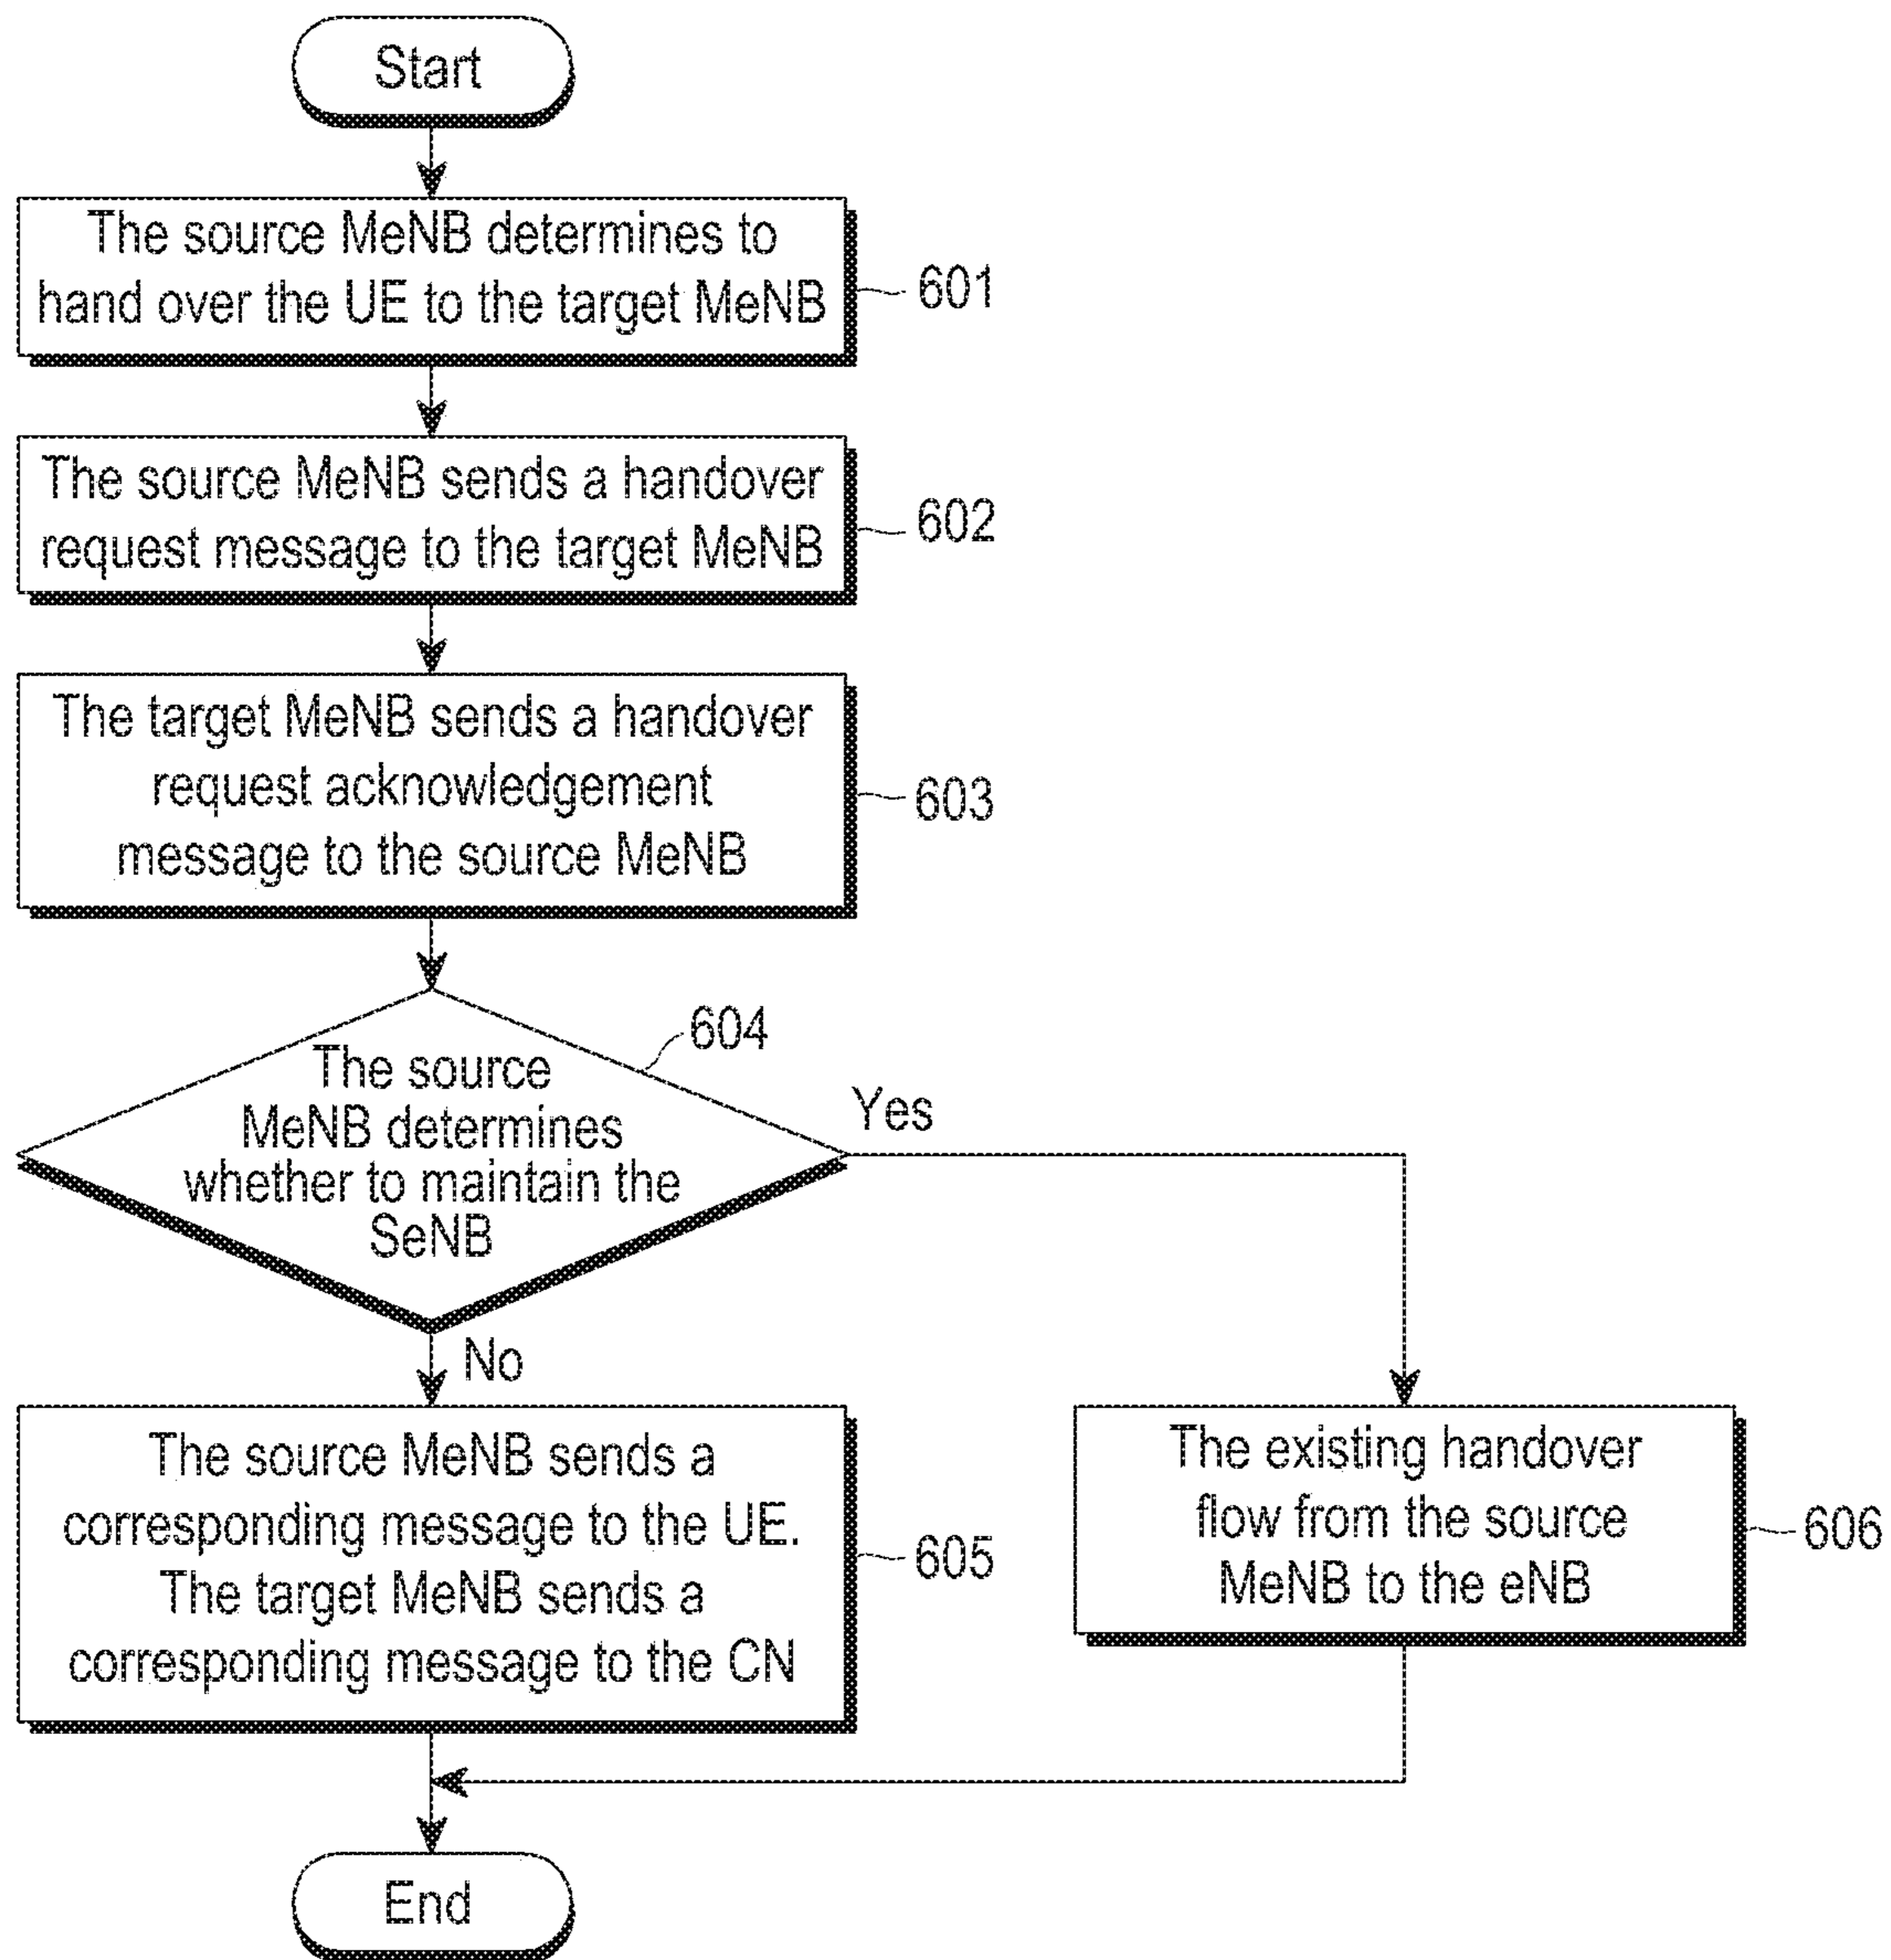 Start
The source MeNB determines to
hand over the UE to the target MeNB
601
The source MeNB sends a handover
request message to the target MeNB
602
The target MeNB sends a handover
request acknowledgement
message to the source MeNB
603
604
The source
MeNB determines
whether to maintain the
SeNB
Yes
No
The source MeNB sends a
corresponding message to the UE.
The target MeNB sends a
corresponding message to the CN
605
The existing handover
flow from the source
MeNB to the eNB
606
End